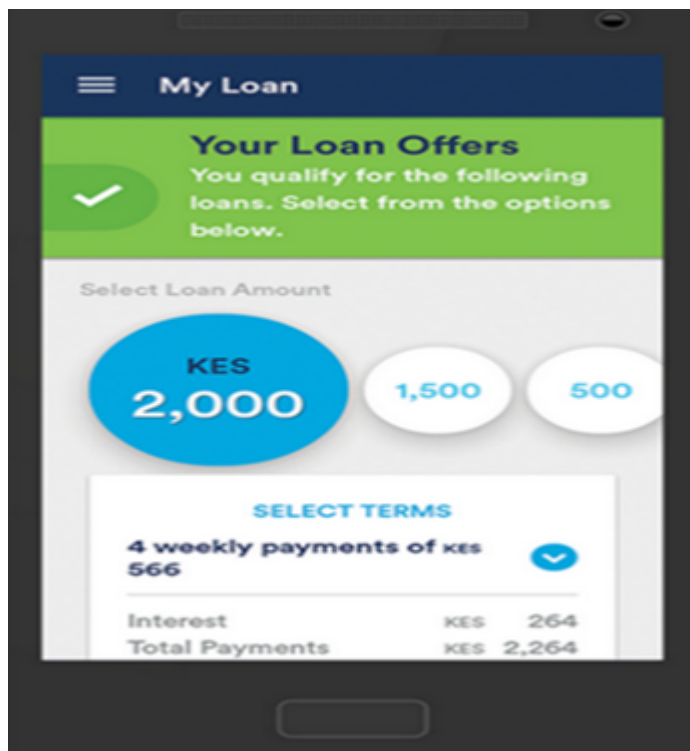 My Loan
Your Loan Offers
You qualify for the following
loans. Select from the options
below.
Select Loan Amount
KES
2,000
1,500
500
SELECT TERMS
4 weekly payments of KES
566
Interest KES 264
Total Payments KES 2,264